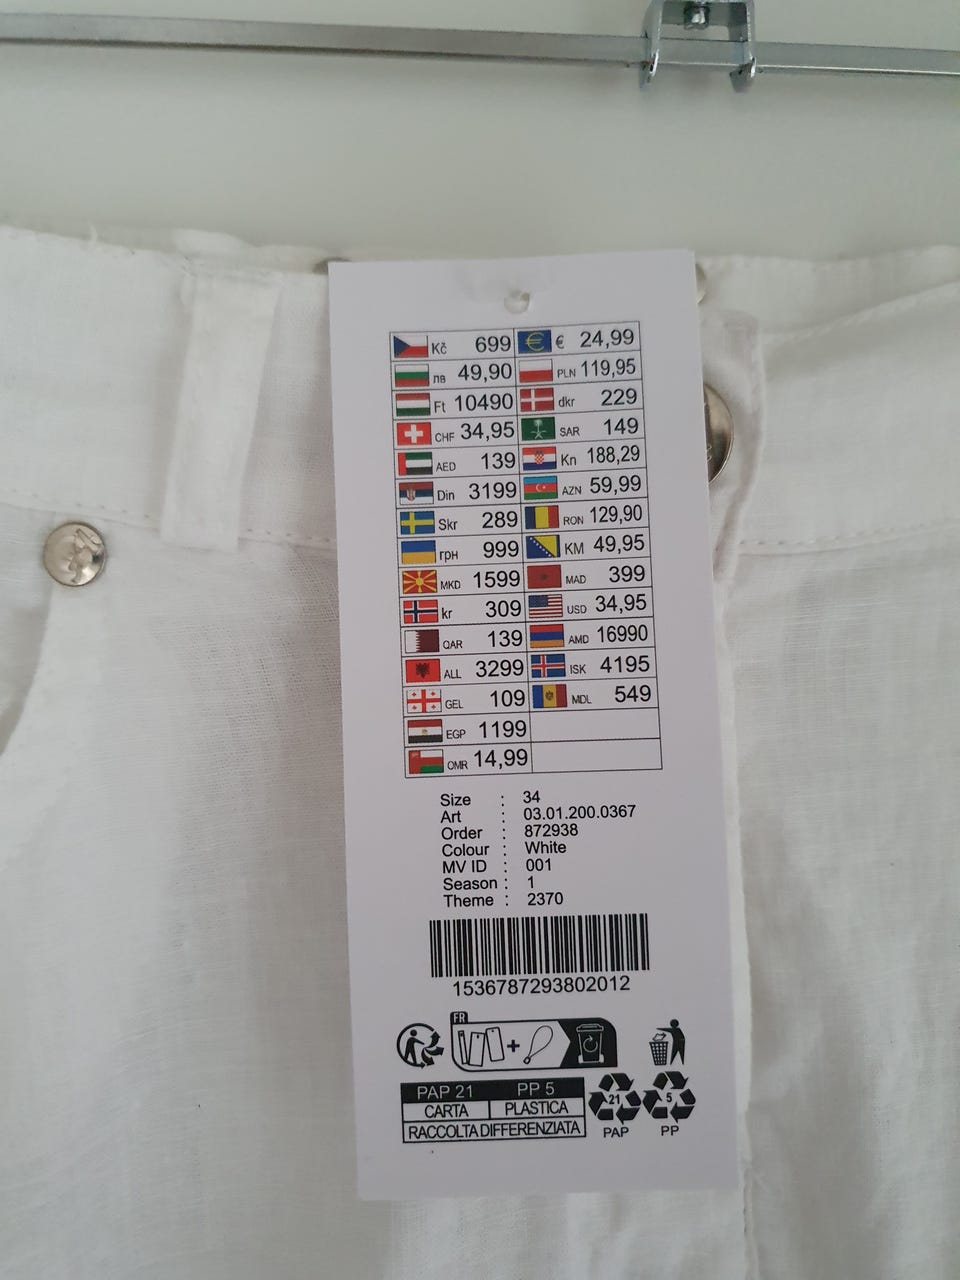 Kč 699 € 24,99
лв 49,90 PLN 119,95
Ft 10490 dkr 229
CHF 34,95 SAR 149
AED 139 Kn 188,29
Din 3199 AZN 59,99
Skr 289 RON 129,90
грн 999 KM 49,95
MKD 1599 MAD 399
kr 309 USD 34,95
QAR 139 AMD 16990
ALL 3299 ISK 4195
GEL 109 MDL 549
EGP 1199
OMR 14,99
Size : 34
Art : 03.01.200.0367
Order : 872938
Colour : White
MV ID : 001
Season : 1
Theme : 2370
1536787293802012
FR
PAP 21 PP 5
CARTA PLASTICA
RACCOLTA DIFFERENZIATA
21 5
PAP PP